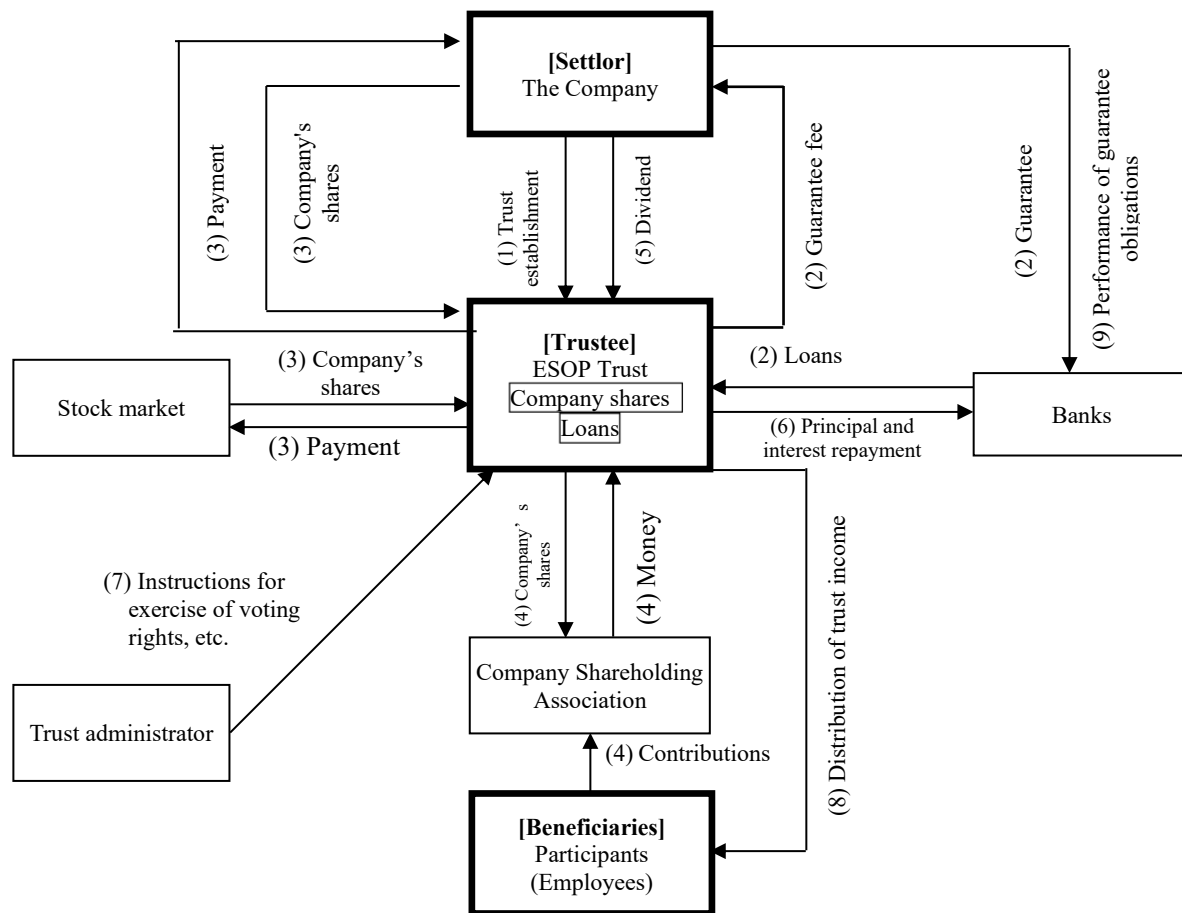 [Settlor]
The Company
(3) Payment
(3) Company's
shares
(1) Trust
establishment
(5) Dividend
(2) Guarantee fee
(2) Guarantee
(9) Performance of guarantee
obligations
[Trustee]
ESOP Trust
Company shares
Loans
(3) Company’s
shares
Stock market
(3) Payment
(2) Loans
(6) Principal and
interest repayment
Banks
(7) Instructions for
exercise of voting
rights, etc.
(4) Company’ s
shares
(4) Money
(8) Distribution of trust income
Company Shareholding
Association
Trust administrator
(4) Contributions
[Beneficiaries]
Participants
(Employees)